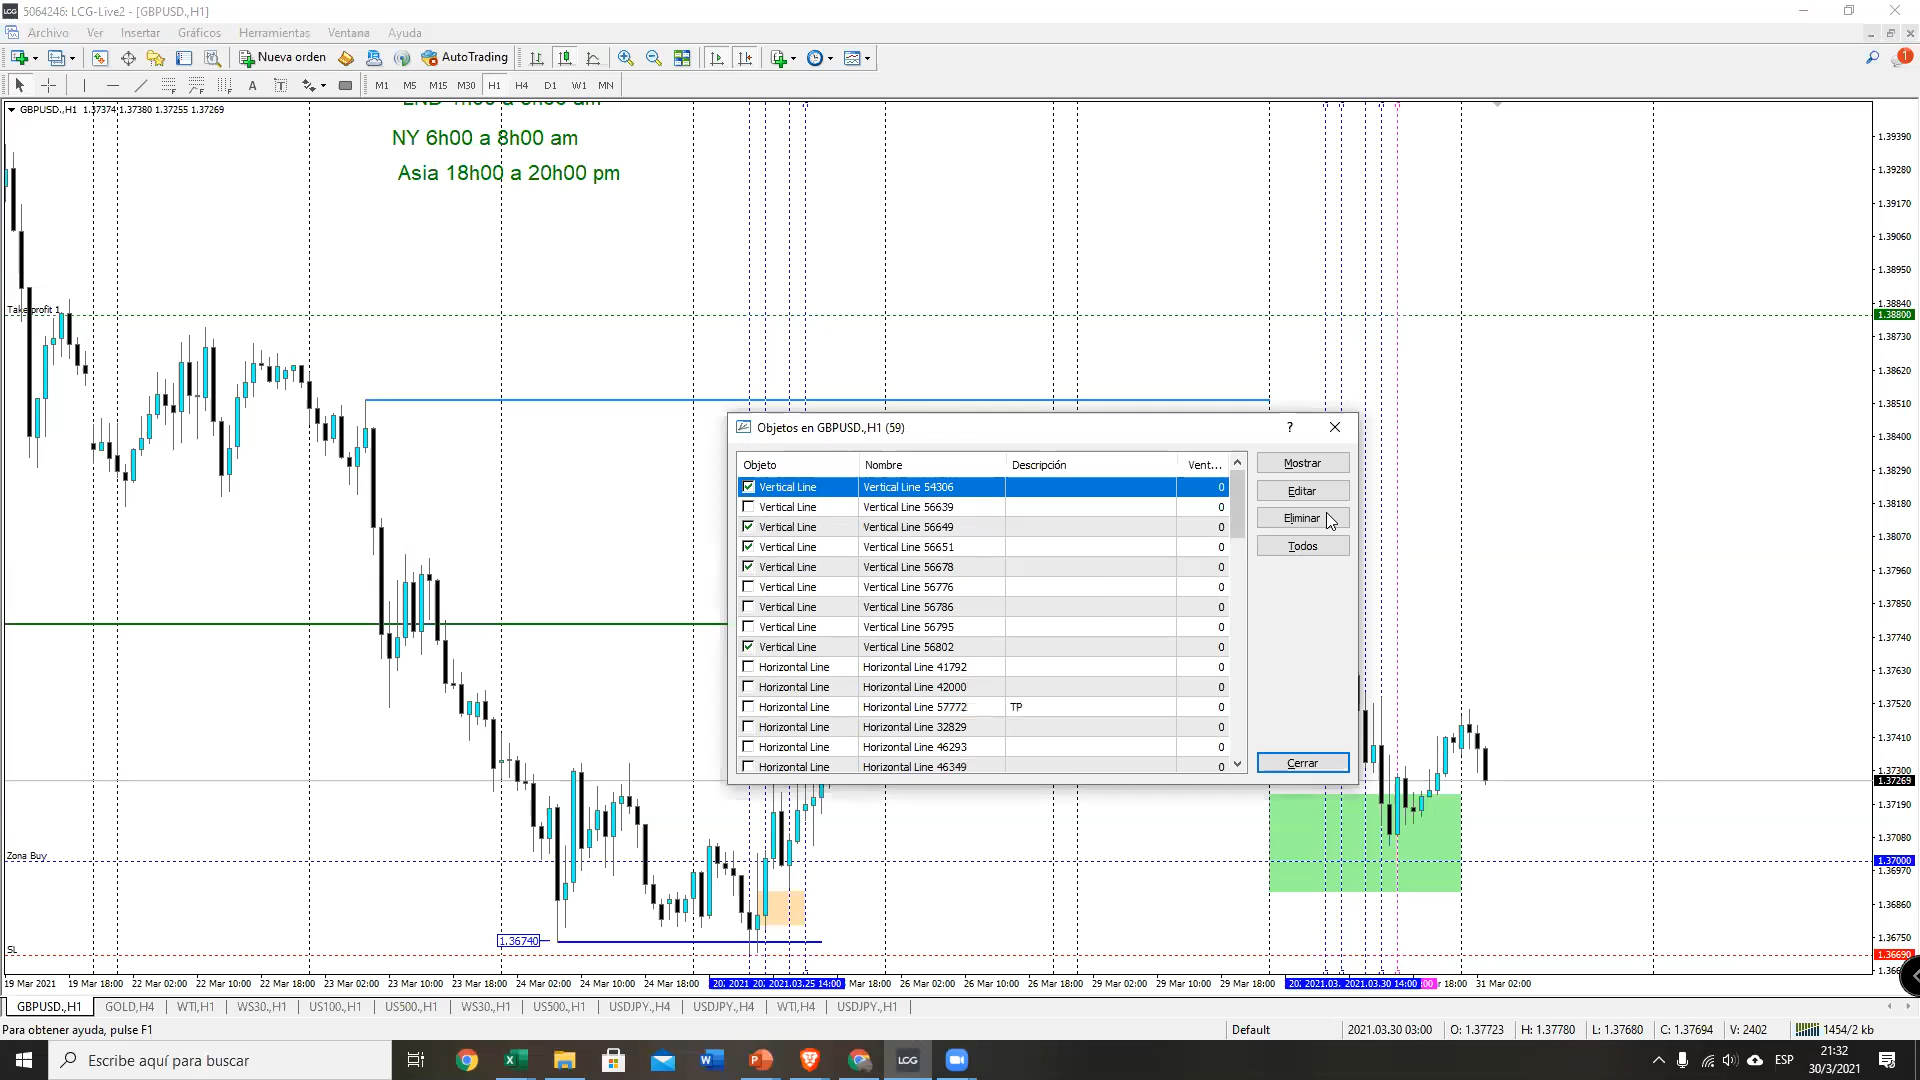 5064246: LCG-Live2 - [GBPUSD.,H1]
Archivo Ver Insertar Gráficos Herramientas Ventana Ayuda
Nueva orden AutoTrading 1
A T M1 M5 M15 M30 H1 H4 D1 W1 MN
GBPUSD.,H1 1.37374 1.37380 1.37255 1.37269
NY 6h00 a 8h00 am
Asia 18h00 a 20h00 pm
Take profit 1
Zona Buy
SL
1.36740
1.39390
1.39280
1.39170
1.39060
1.38950
1.38840
1.38800
1.38730
1.38620
1.38510
1.38400
1.38290
1.38180
1.38070
1.37960
1.37850
1.37740
1.37630
1.37520
1.37410
1.37300
1.37269
1.37190
1.37080
1.37000
1.36970
1.36860
1.36750
1.36690
Objetos en GBPUSD.,H1 (59) ?
Objeto Nombre Descripción Vent...
Vertical Line Vertical Line 54306 0
Vertical Line Vertical Line 56639 0
Vertical Line Vertical Line 56649 0
Vertical Line Vertical Line 56651 0
Vertical Line Vertical Line 56678 0
Vertical Line Vertical Line 56776 0
Vertical Line Vertical Line 56786 0
Vertical Line Vertical Line 56795 0
Vertical Line Vertical Line 56802 0
Horizontal Line Horizontal Line 41792 0
Horizontal Line Horizontal Line 42000 0
Horizontal Line Horizontal Line 57772 TP 0
Horizontal Line Horizontal Line 32829 0
Horizontal Line Horizontal Line 46293 0
Horizontal Line Horizontal Line 46349 0
Mostrar
Editar
Eliminar
Todos
Cerrar
19 Mar 2021 19 Mar 18:00 22 Mar 02:00 22 Mar 10:00 22 Mar 18:00 23 Mar 02:00 23 Mar 10:00 23 Mar 18:00 24 Mar 02:00 24 Mar 10:00 24 Mar 18:00 2021.03.25 14:00 Mar 18:00 26 Mar 02:00 26 Mar 10:00 26 Mar 18:00 29 Mar 02:00 29 Mar 10:00 29 Mar 18:00 2021.03.30 14:00 18:00 31 Mar 02:00
GBPUSD.,H1 GOLD,H4 WTI,H1 WS30.,H1 US100.,H1 US500.,H1 WS30.,H1 US500.,H1 USDJPY.,H4 USDJPY.,H4 WTI,H4 USDJPY.,H1
Para obtener ayuda, pulse F1 Default 2021.03.30 03:00 O: 1.37723 H: 1.37780 L: 1.37680 C: 1.37694 V: 2402 1454/2 kb
Escribe aquí para buscar LCG ESP 21:32
30/3/2021